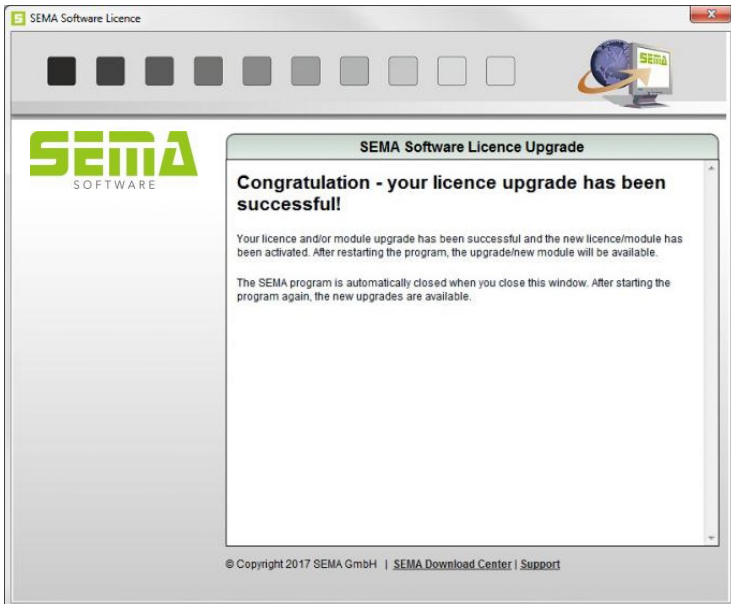 SEMA Software Licence
SEMA
SEMA
SOFTWARE
SEMA Software Licence Upgrade
Congratulation - your licence upgrade has been
successful!
Your licence and/or module upgrade has been successful and the new licence/module has
been activated. After restarting the program, the upgrade/new module will be available.
The SEMA program is automatically closed when you close this window. After starting the
program again, the new upgrades are available.
© Copyright 2017 SEMA GmbH | SEMA Download Center | Support